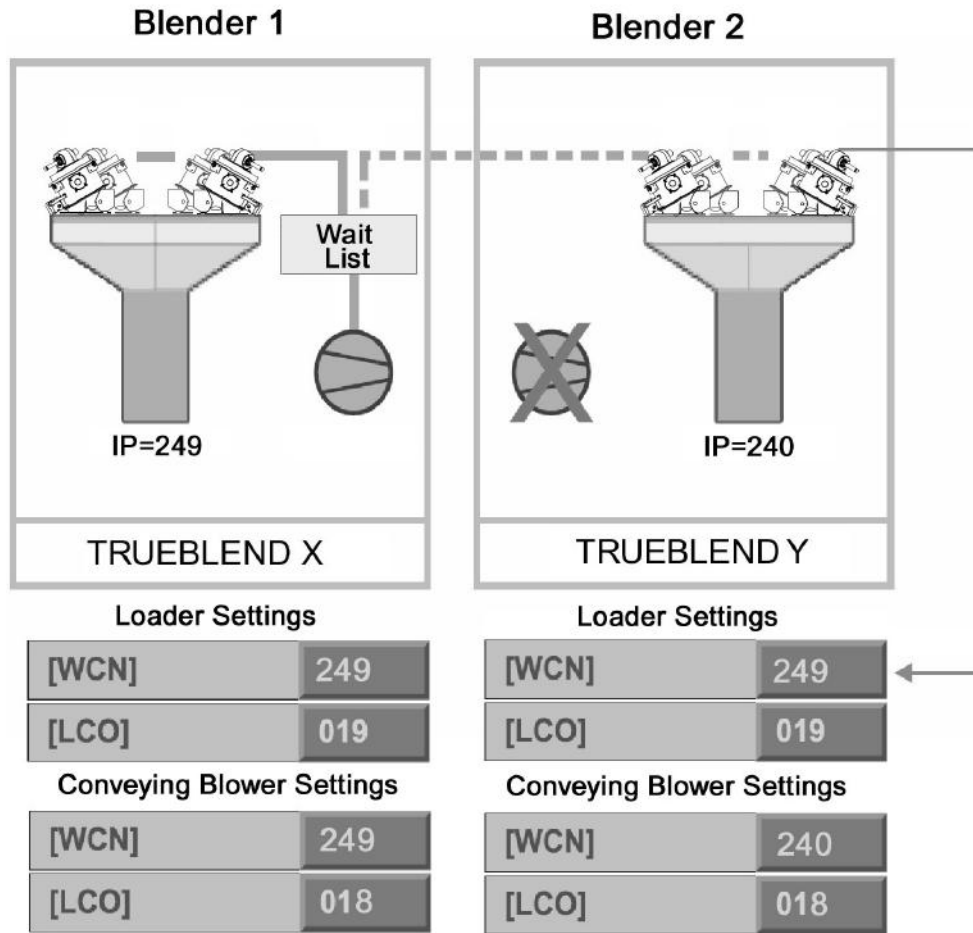 Blender 1
Blender 2
Wait
List
IP=249
IP=240
TRUEBLEND X
TRUEBLEND Y
Loader Settings
Loader Settings
[WCN] 249
[WCN] 249
[LCO] 019
[LCO] 019
Conveying Blower Settings
Conveying Blower Settings
[WCN] 249
[WCN] 240
[LCO] 018
[LCO] 018